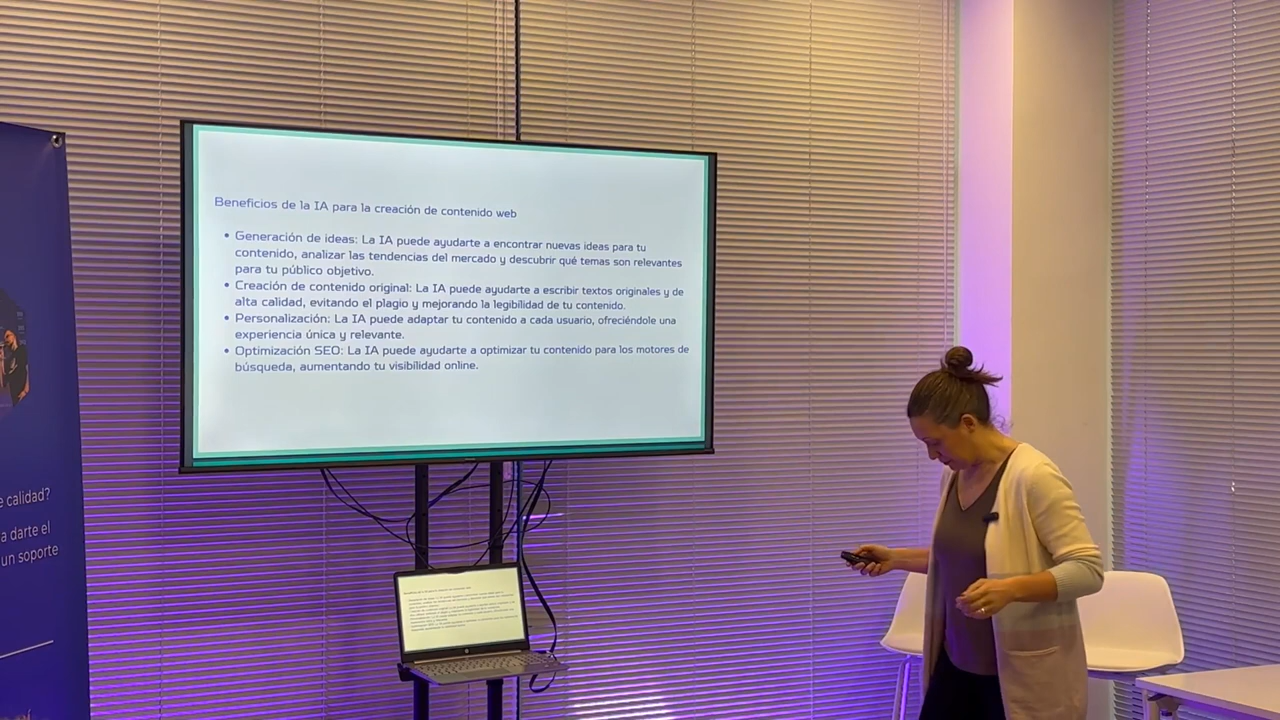 Beneficios de la IA para la creación de contenido web
• Generación de ideas: La IA puede ayudarte a encontrar nuevas ideas para tu
contenido, analizar las tendencias del mercado y descubrir qué temas son relevantes
para tu público objetivo.
• Creación de contenido original: La IA puede ayudarte a escribir textos originales y de
alta calidad, evitando el plagio y mejorando la legibilidad de tu contenido.
• Personalización: La IA puede adaptar tu contenido a cada usuario, ofreciéndole una
experiencia única y relevante.
• Optimización SEO: La IA puede ayudarte a optimizar tu contenido para los motores de
búsqueda, aumentando tu visibilidad online.
e calidad?
a darte el
un soporte